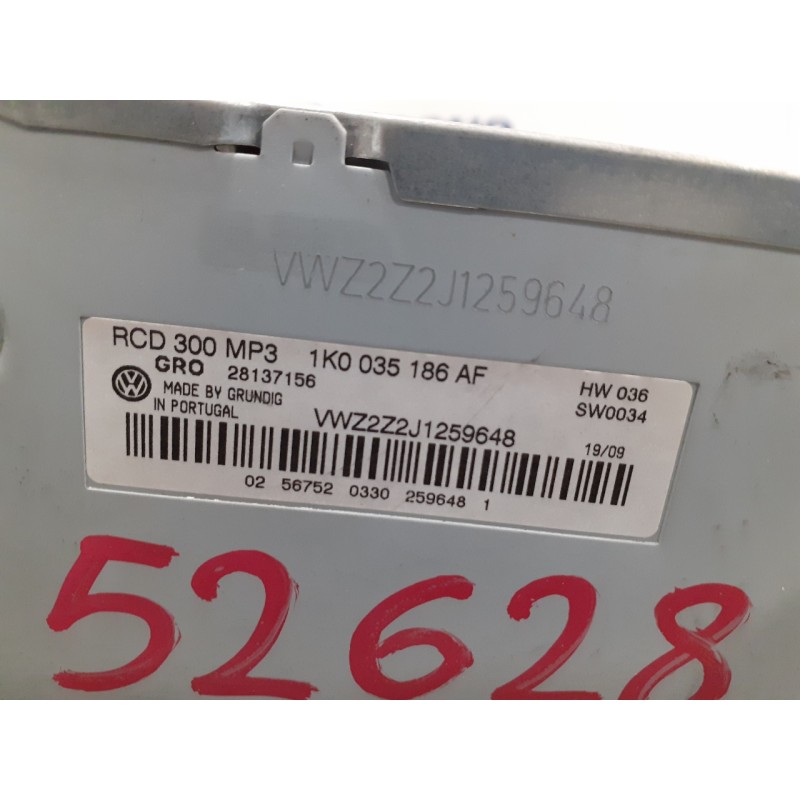 VWZ2Z2J1259648
RCD 300 MP3 1K0 035 186 AF
GRO 28137156
HW 036
MADE BY GRUNDIG
SW0034
IN PORTUGAL
VWZ2Z2J1259648
19/09
02 56752 0330 259648 1
52628